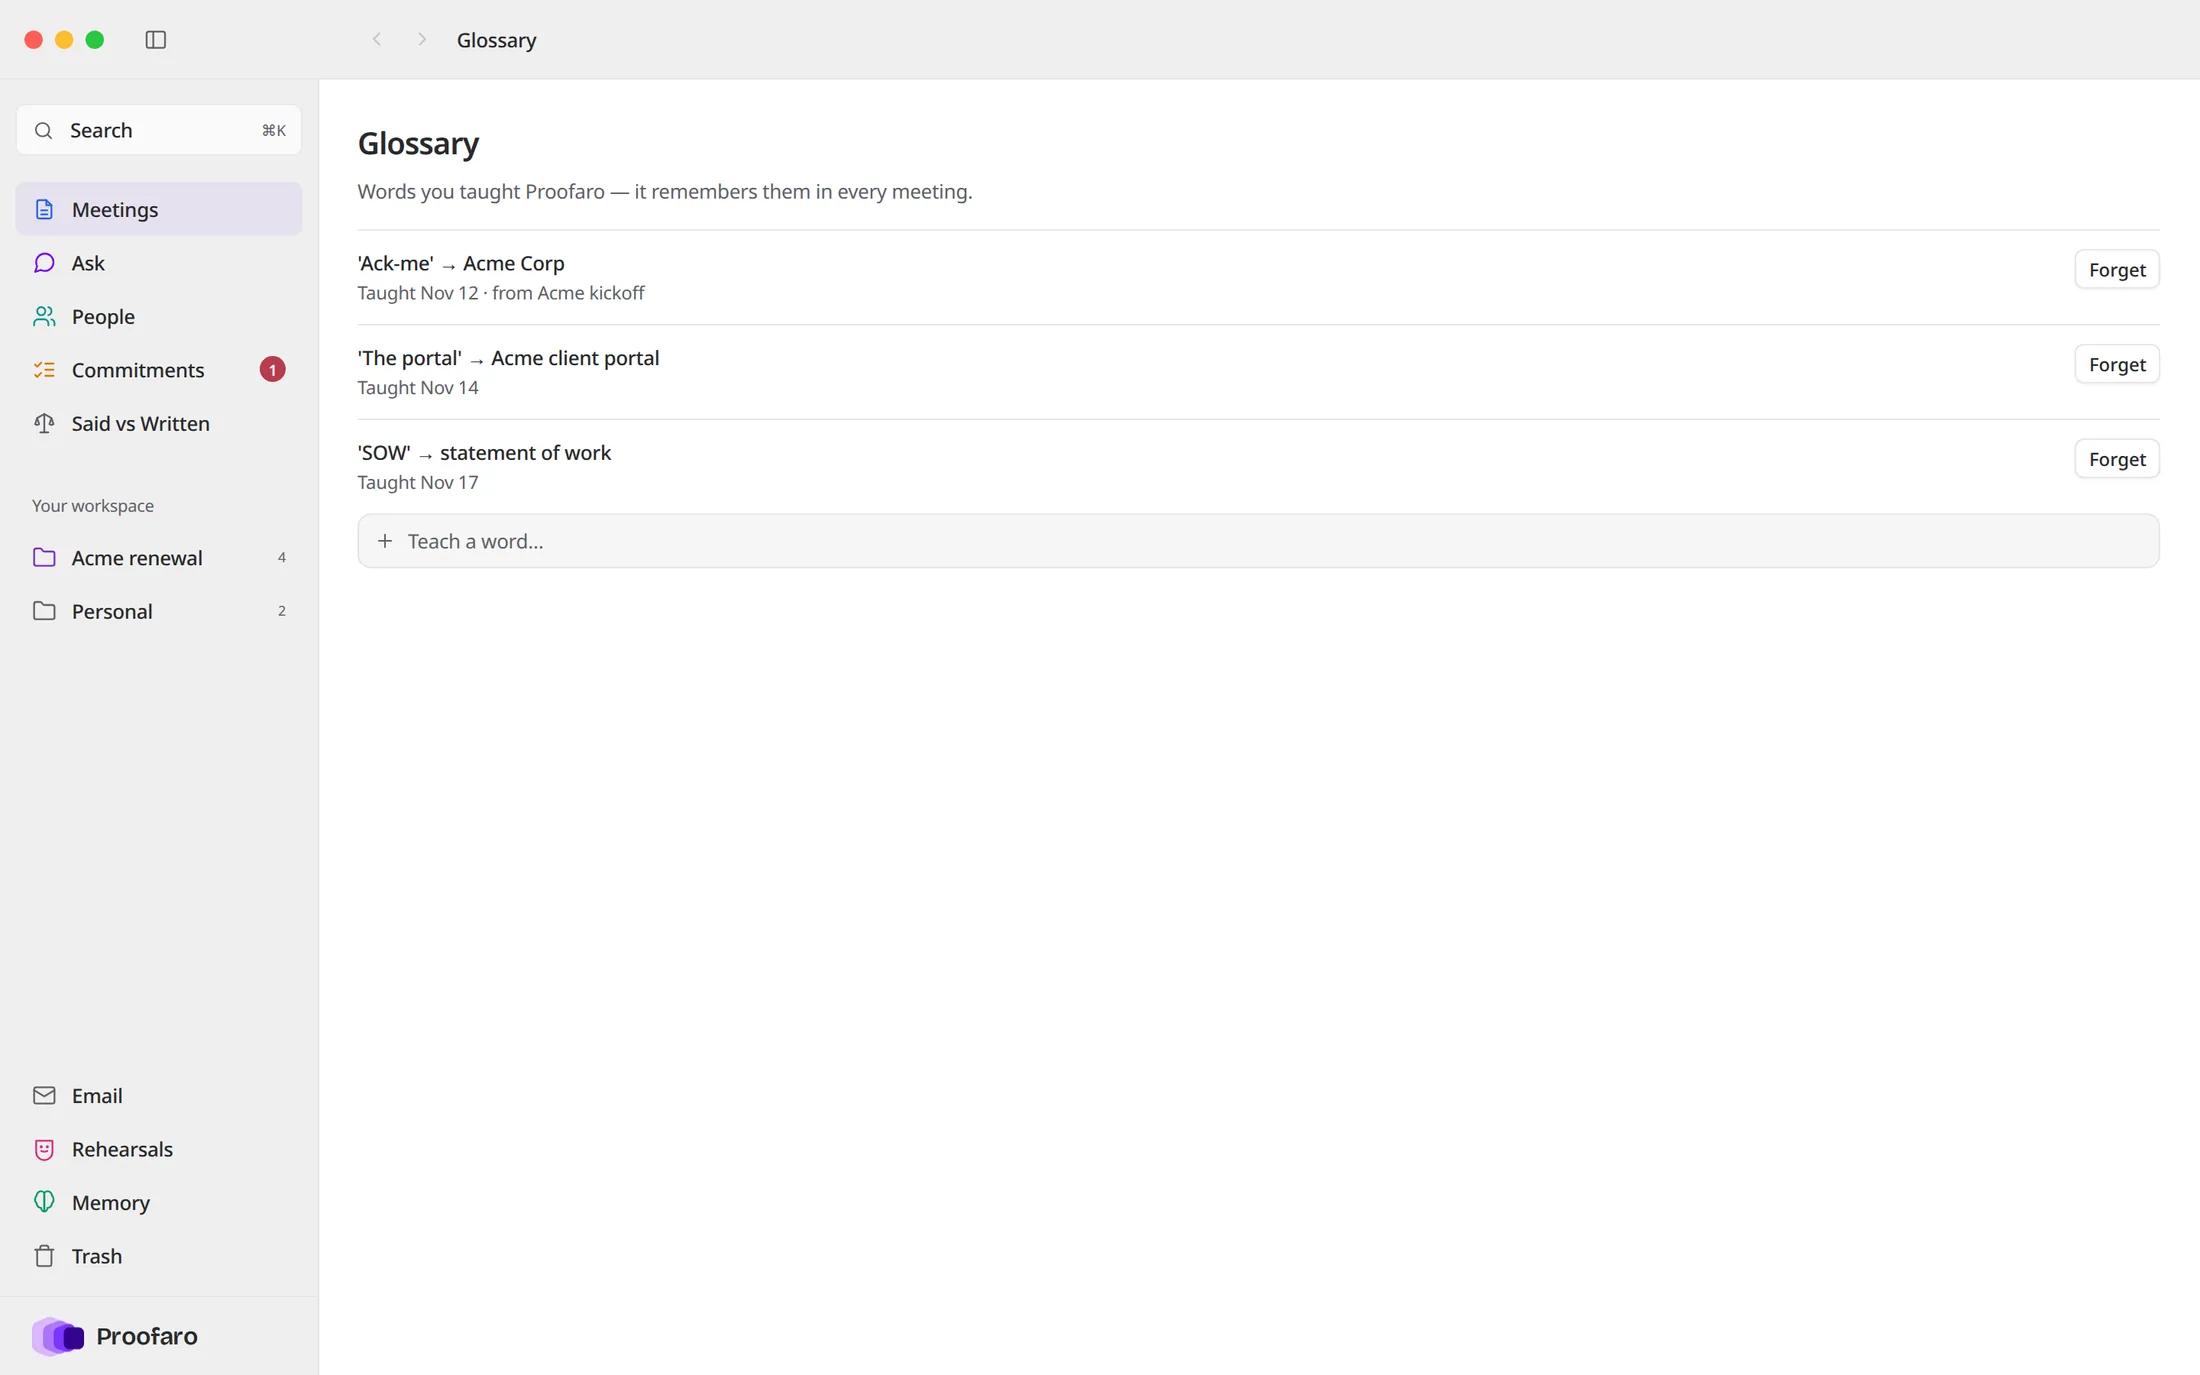 Glossary
Search ⌘K
Meetings
Ask
People
Commitments 1
Said vs Written
Your workspace
Acme renewal 4
Personal 2
Email
Rehearsals
Memory
Trash
Proofaro
Glossary
Words you taught Proofaro — it remembers them in every meeting.
'Ack-me' → Acme Corp
Taught Nov 12 · from Acme kickoff
Forget
'The portal' → Acme client portal
Taught Nov 14
Forget
'SOW' → statement of work
Taught Nov 17
Forget
+ Teach a word...